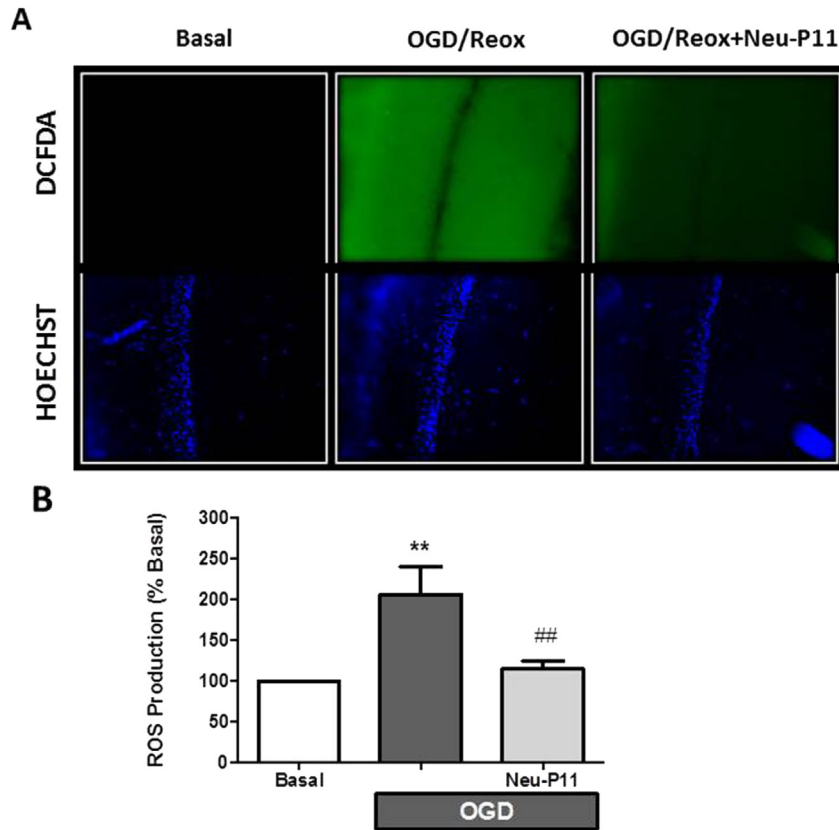 A
Basal
OGD/Reox
OGD/Reox+Neu-P11
DCFDA
HOECHST
B
ROS Production (% Basal)
300
250
200
150
100
50
0
**
##
Basal
Neu-P11
OGD